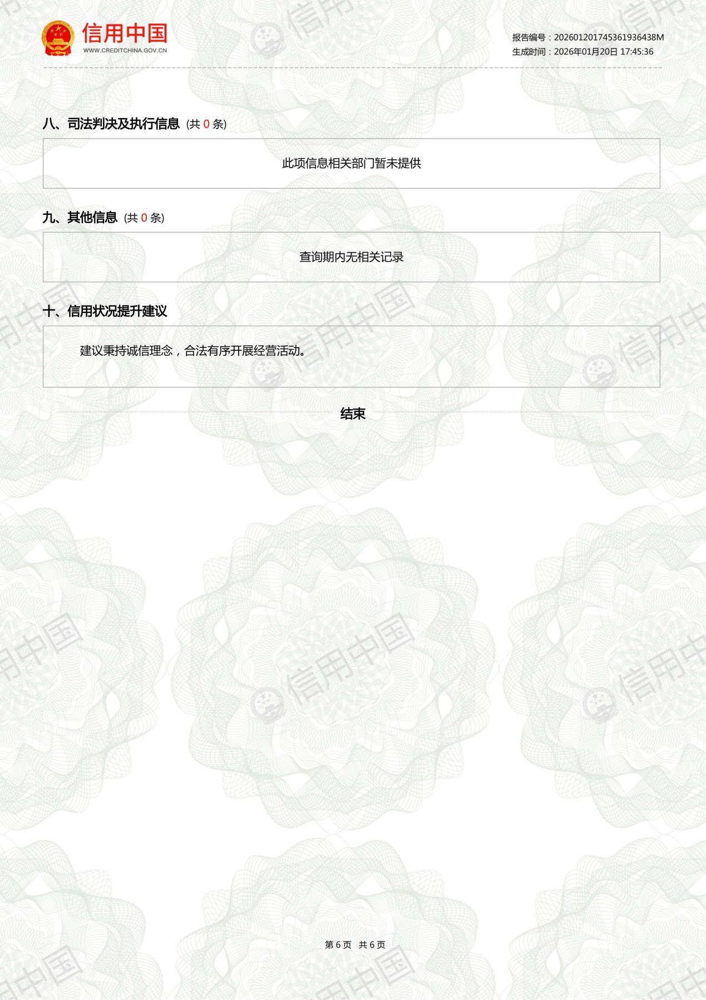 信用中国
WWW.CREDITCHINA.GOV.CN
报告编号：202601201745361936438M
生成时间：2026年01月20日 17:45:36
八、司法判决及执行信息 (共 0 条)
此项信息相关部门暂未提供
九、其他信息 (共 0 条)
查询期内无相关记录
十、信用状况提升建议
建议秉持诚信理念，合法有序开展经营活动。
结束
第 6 页 共 6 页